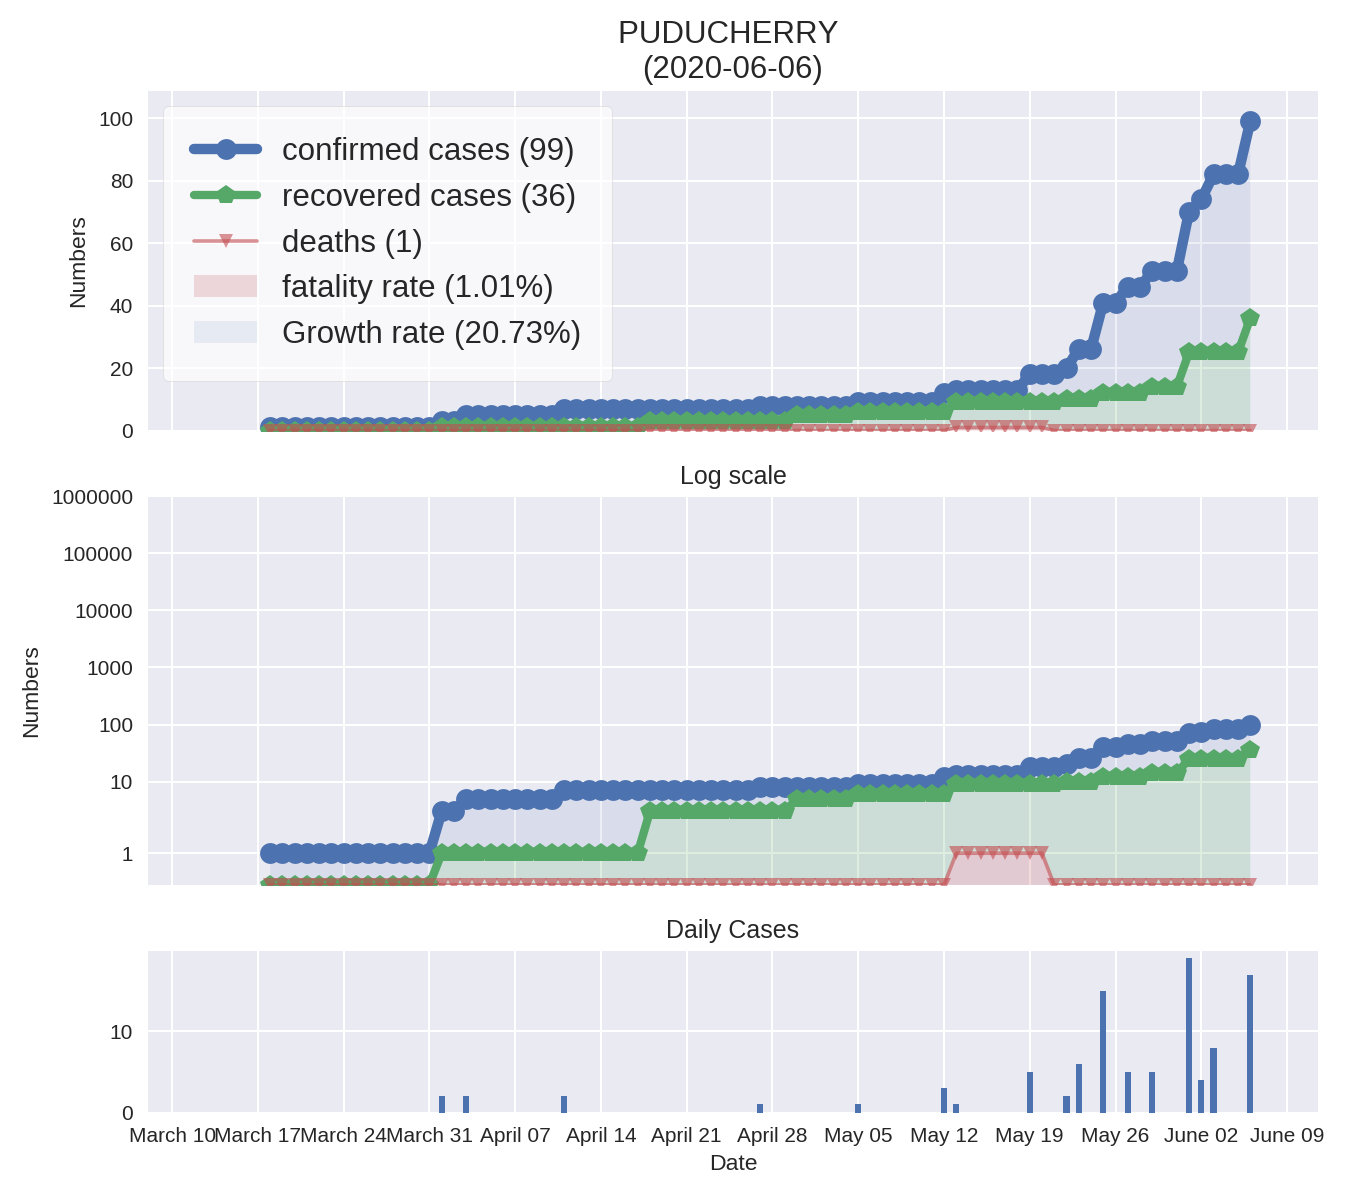 PUDUCHERRY
(2020-06-06)
100
80
60
40
20
0
Numbers
confirmed cases (99)
recovered cases (36)
deaths (1)
fatality rate (1.01%)
Growth rate (20.73%)
Log scale
1000000
100000
10000
1000
100
10
1
Numbers
Daily Cases
10
0
March 10 March 17 March 24 March 31 April 07 April 14 April 21 April 28 May 05 May 12 May 19 May 26 June 02 June 09
Date